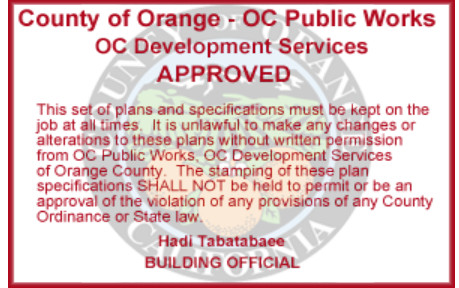 County of Orange - OC Public Works
OC Development Services
APPROVED
This set of plans and specifications must be kept on the
job at all times. It is unlawful to make any changes or
alterations to these plans without written permission
from OC Public Works, OC Development Services
of Orange County. The stamping of these plan
specifications SHALL NOT be held to permit or be an
approval of the violation of any provisions of any County
Ordinance or State law.
Hadi Tabatabaee
BUILDING OFFICIAL
COUNTY OF ORANGE
CALIFORNIA